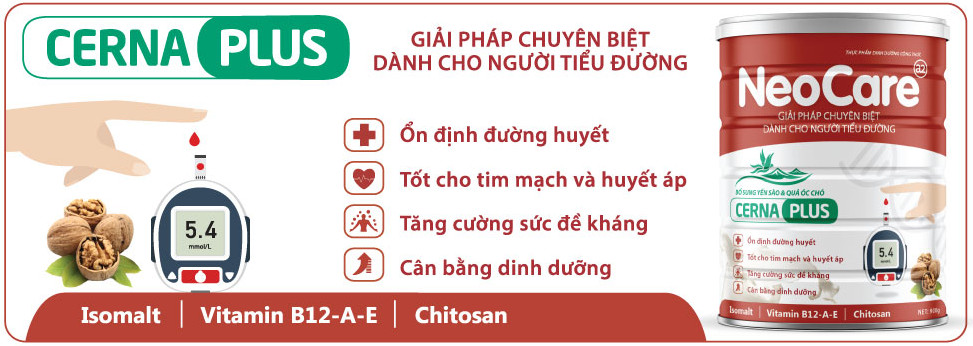 CERNA PLUS
GIẢI PHÁP CHUYÊN BIỆT
DÀNH CHO NGƯỜI TIỂU ĐƯỜNG
Ổn định đường huyết
Tốt cho tim mạch và huyết áp
Tăng cường sức đề kháng
Cân bằng dinh dưỡng
5.4
mmol/L
Isomalt | Vitamin B12-A-E | Chitosan
THỰC PHẨM DINH DƯỠNG CÔNG THỨC
NeoCare a2
GIẢI PHÁP CHUYÊN BIỆT
DÀNH CHO NGƯỜI TIỂU ĐƯỜNG
BỔ SUNG YẾN SÀO & QUẢ ÓC CHÓ
CERNA PLUS
Ổn định đường huyết
Tốt cho tim mạch và huyết áp
Tăng cường sức đề kháng
Cân bằng dinh dưỡng
5.4
mmol/L
Isomalt | Vitamin B12-A-E | Chitosan